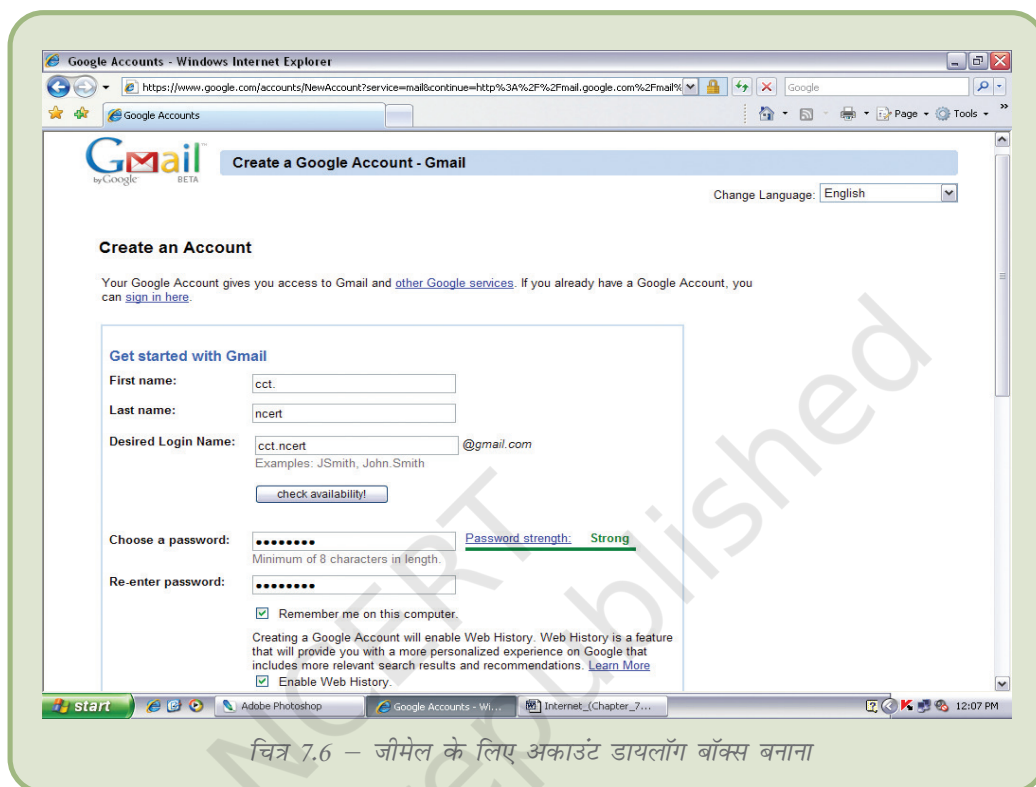 Google Accounts - Windows Internet Explorer
https://www.google.com/accounts/NewAccount?service=mail&continue=http%3A%2F%2Fmail.google.com%2Fmail%
Google
Google Accounts
Page
Tools
Gmail
by Google
BETA
Create a Google Account - Gmail
Change Language: English
Create an Account
Your Google Account gives you access to Gmail and other Google services. If you already have a Google Account, you
can sign in here.
Get started with Gmail
First name: cct.
Last name: ncert
Desired Login Name: cct.ncert @gmail.com
Examples: JSmith, John.Smith
check availability!
Choose a password: •••••••• Password strength: Strong
Minimum of 8 characters in length.
Re-enter password: ••••••••
Remember me on this computer.
Creating a Google Account will enable Web History. Web History is a feature
that will provide you with a more personalized experience on Google that
includes more relevant search results and recommendations. Learn More
Enable Web History.
start Adobe Photoshop Google Accounts - Wi... Internet_(Chapter_7... 12:07 PM
चित्र 7.6 – जीमेल के लिए अकाउंट डायलॉग बॉक्स बनाना
NCERT
republished